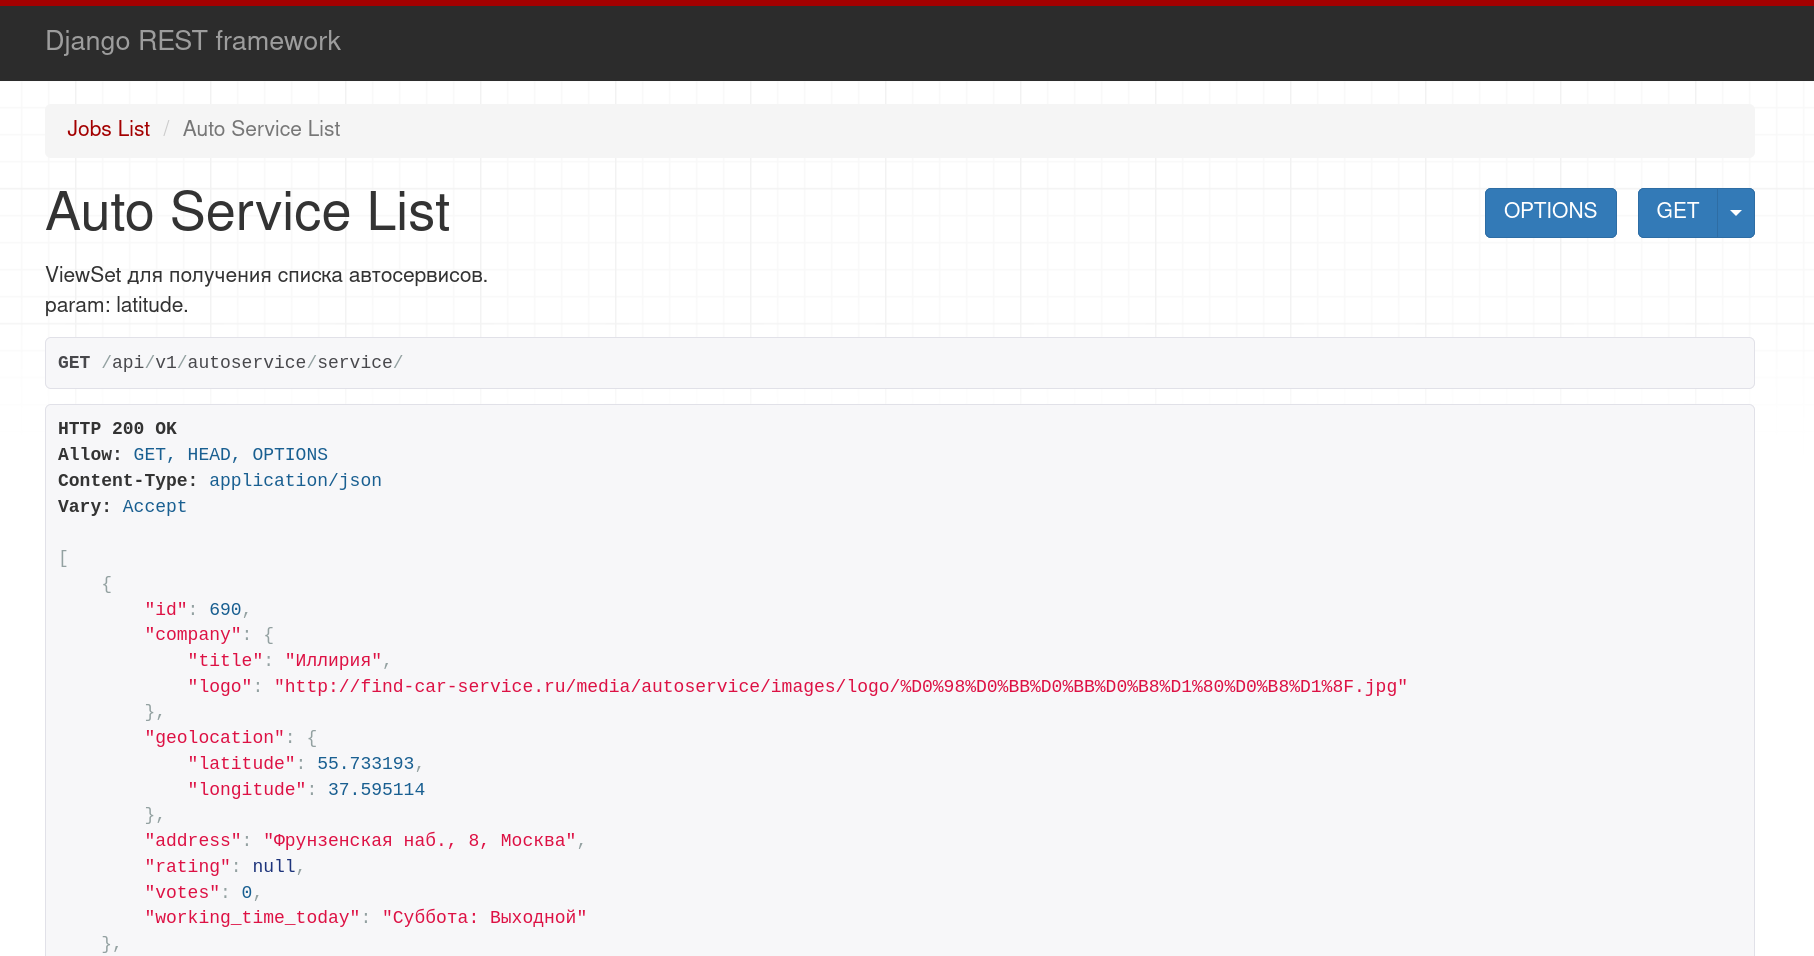 Django REST framework
Jobs List / Auto Service List
Auto Service List
OPTIONS GET
ViewSet для получения списка автосервисов.
param: latitude.
GET /api/v1/autoservice/service/
HTTP 200 OK
Allow: GET, HEAD, OPTIONS
Content-Type: application/json
Vary: Accept
[
    {
        "id": 690,
        "company": {
            "title": "Иллирия",
            "logo": "http://find-car-service.ru/media/autoservice/images/logo/%D0%98%D0%BB%D0%BB%D0%B8%D1%80%D0%B8%D1%8F.jpg"
        },
        "geolocation": {
            "latitude": 55.733193,
            "longitude": 37.595114
        },
        "address": "Фрунзенская наб., 8, Москва",
        "rating": null,
        "votes": 0,
        "working_time_today": "Суббота: Выходной"
    },